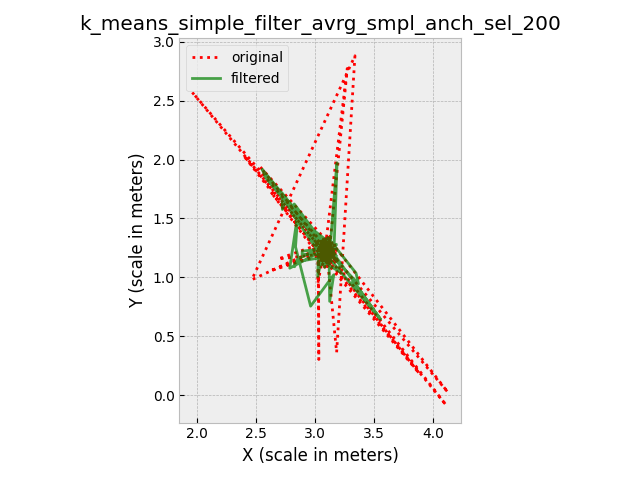 k_means_simple_filter_avrg_smpl_anch_sel_200
original
filtered
3.0
2.5
2.0
1.5
1.0
0.5
0.0
Y (scale in meters)
2.0 2.5 3.0 3.5 4.0
X (scale in meters)